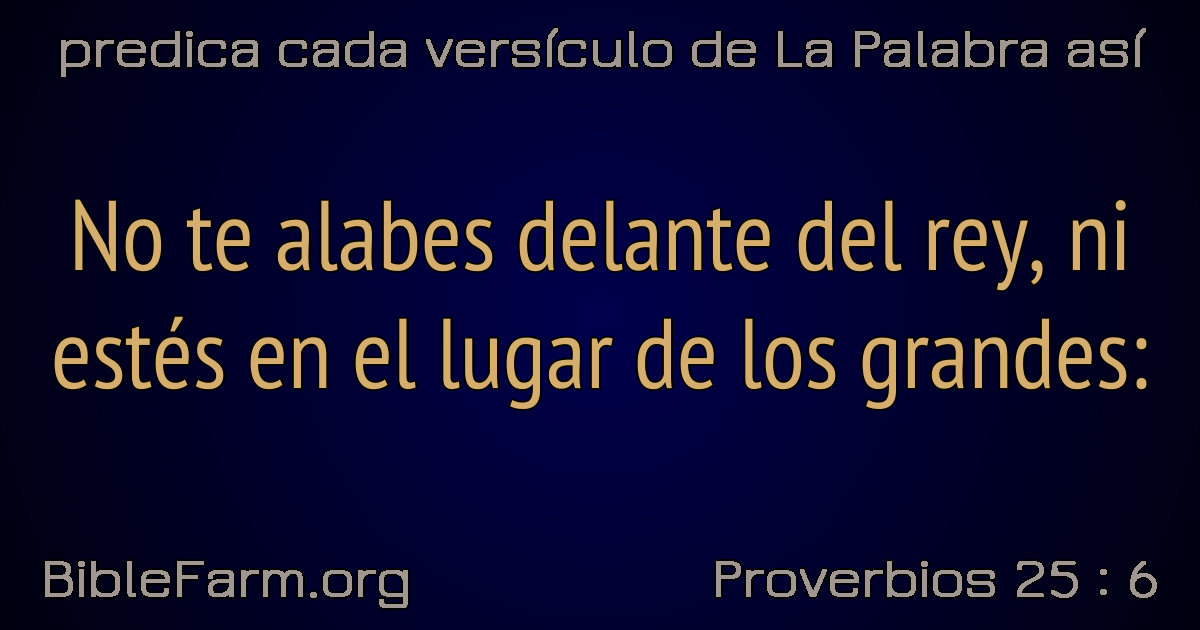 predica cada versículo de La Palabra así
No te alabes delante del rey, ni
estés en el lugar de los grandes:
BibleFarm.org
Proverbios 25 : 6